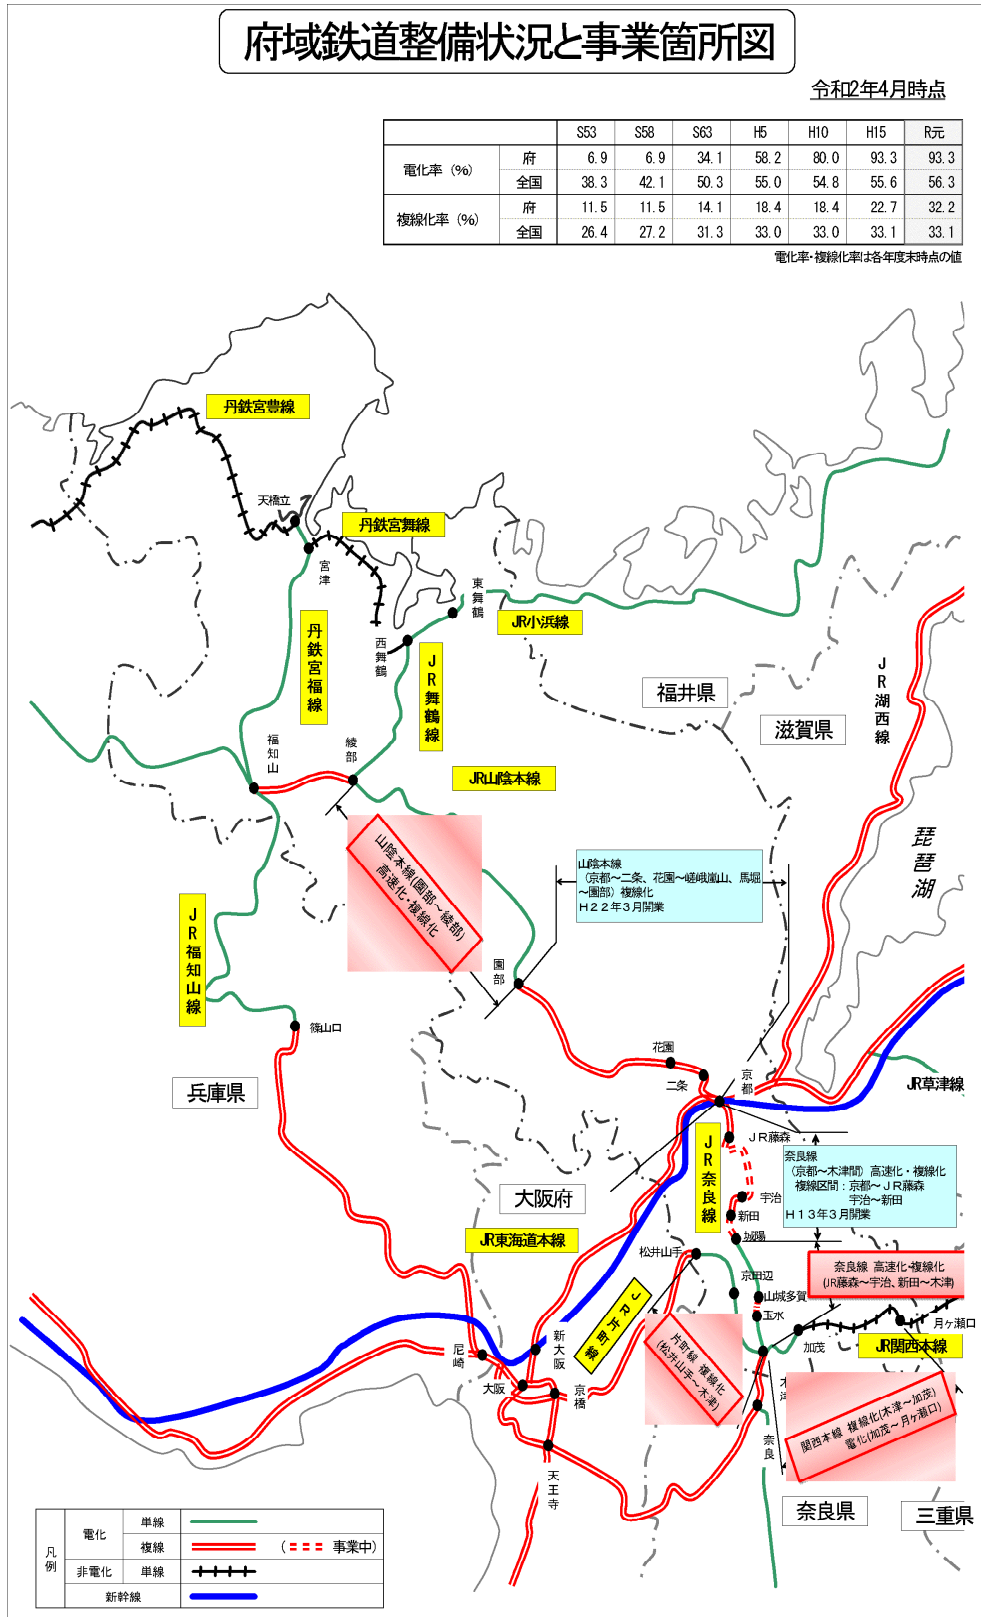 府域鉄道整備状況と事業箇所図
令和2年4月時点
S53 S58 S63 H5 H10 H15 R元
電化率（%） 府 6.9 6.9 34.1 58.2 80.0 93.3 93.3
全国 38.3 42.1 50.3 55.0 54.8 55.6 56.3
複線化率（%） 府 11.5 11.5 14.1 18.4 18.4 22.7 32.2
全国 26.4 27.2 31.3 33.0 33.0 33.1 33.1
電化率・複線化率は各年度末時点の値
丹鉄宮豊線
天橋立
丹鉄宮舞線
宮津
東舞鶴
JR小浜線
丹鉄宮福線
西舞鶴
JR舞鶴線
福井県
JR湖西線
滋賀県
福知山
綾部
JR山陰本線
山陰本線(園部～綾部)
高速化・複線化
山陰本線
（京都～二条、花園～嵯峨嵐山、馬堀
～園部）複線化
Ｈ２２年３月開業
琵琶湖
JR福知山線
園部
篠山口
花園
二条
京都
兵庫県
JR草津線
ＪＲ藤森
JR奈良線
奈良線
（京都～木津間）高速化・複線化
複線区間：京都～ＪＲ藤森
宇治～新田
Ｈ１３年３月開業
大阪府
宇治
新田
城陽
JR東海道本線
松井山手
奈良線 高速化・複線化
(JR藤森～宇治、新田～木津)
京田辺
山城多賀
玉水
JR片町線
月ヶ瀬口
加茂
JR関西本線
尼崎
新大阪
大阪
京橋
片町線 複線化
(松井山手～木津)
木津
関西本線 複線化(木津～加茂)
電化(加茂～月ヶ瀬口)
奈良
天王寺
奈良県
三重県
凡例
電化 単線
複線 （ 事業中）
非電化 単線
新幹線